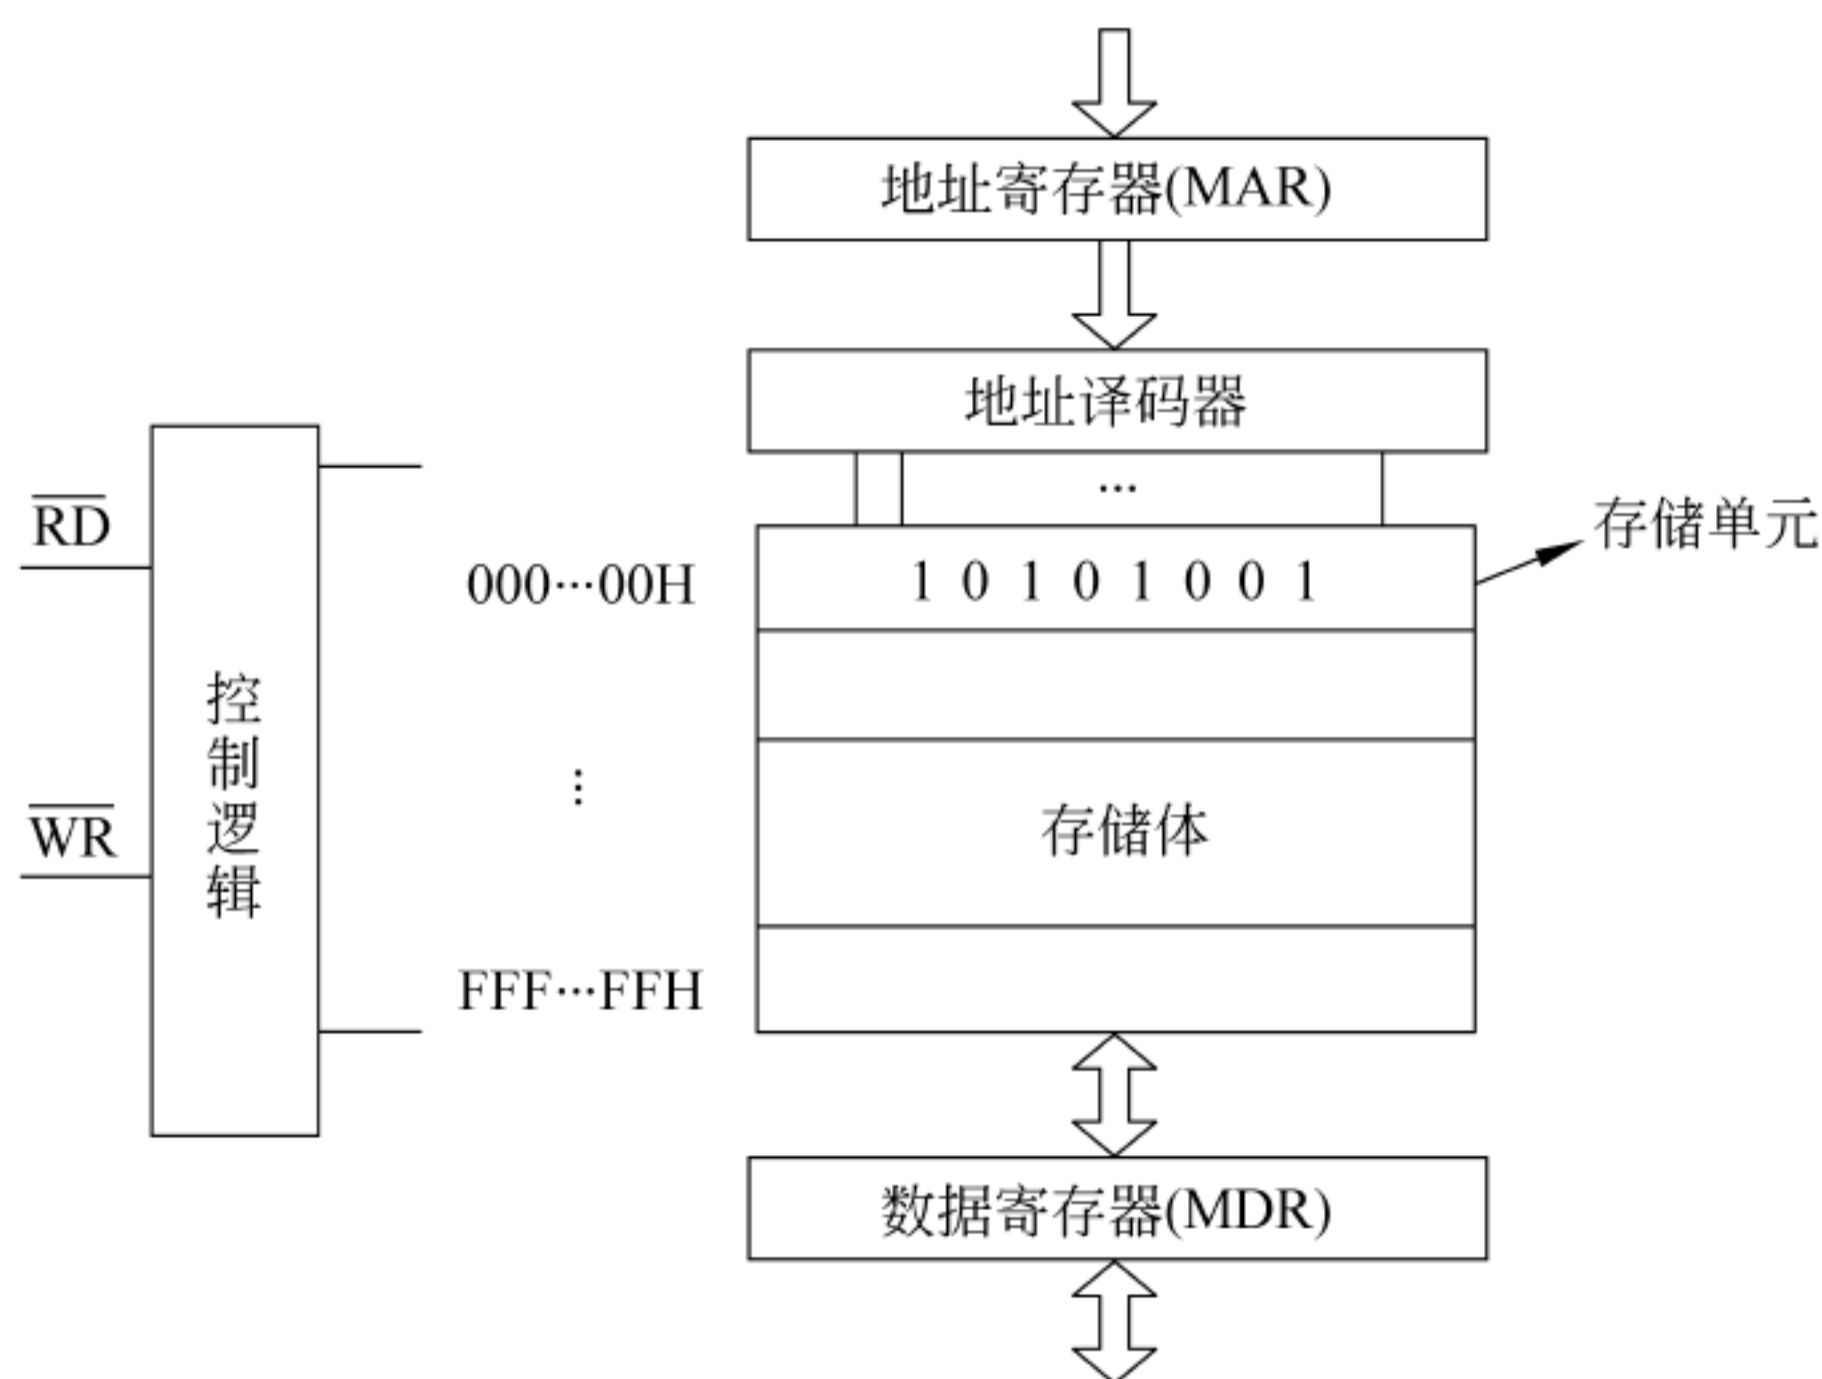 地址寄存器(MAR)
地址译码器
···
存储单元
RD
000···00H
1 0 1 0 1 0 0 1
控制逻辑
⋮
存储体
WR
FFF···FFH
数据寄存器(MDR)